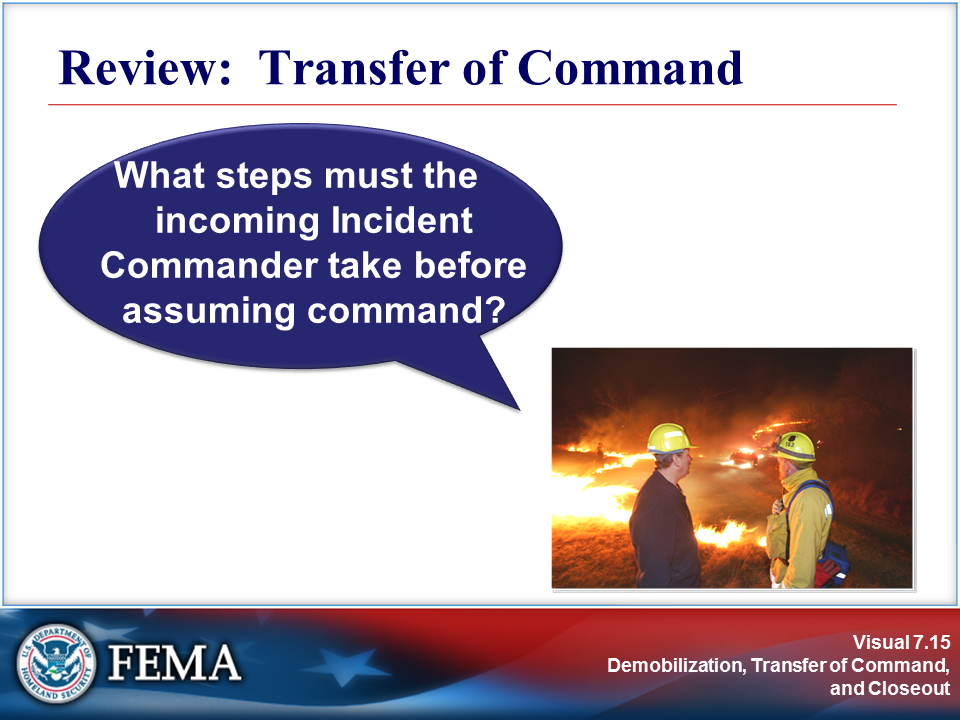 Review: Transfer of Command
What steps must the
incoming Incident
Commander take before
assuming command?
U.S. DEPARTMENT OF
HOMELAND SECURITY
FEMA
Visual 7.15
Demobilization, Transfer of Command,
and Closeout